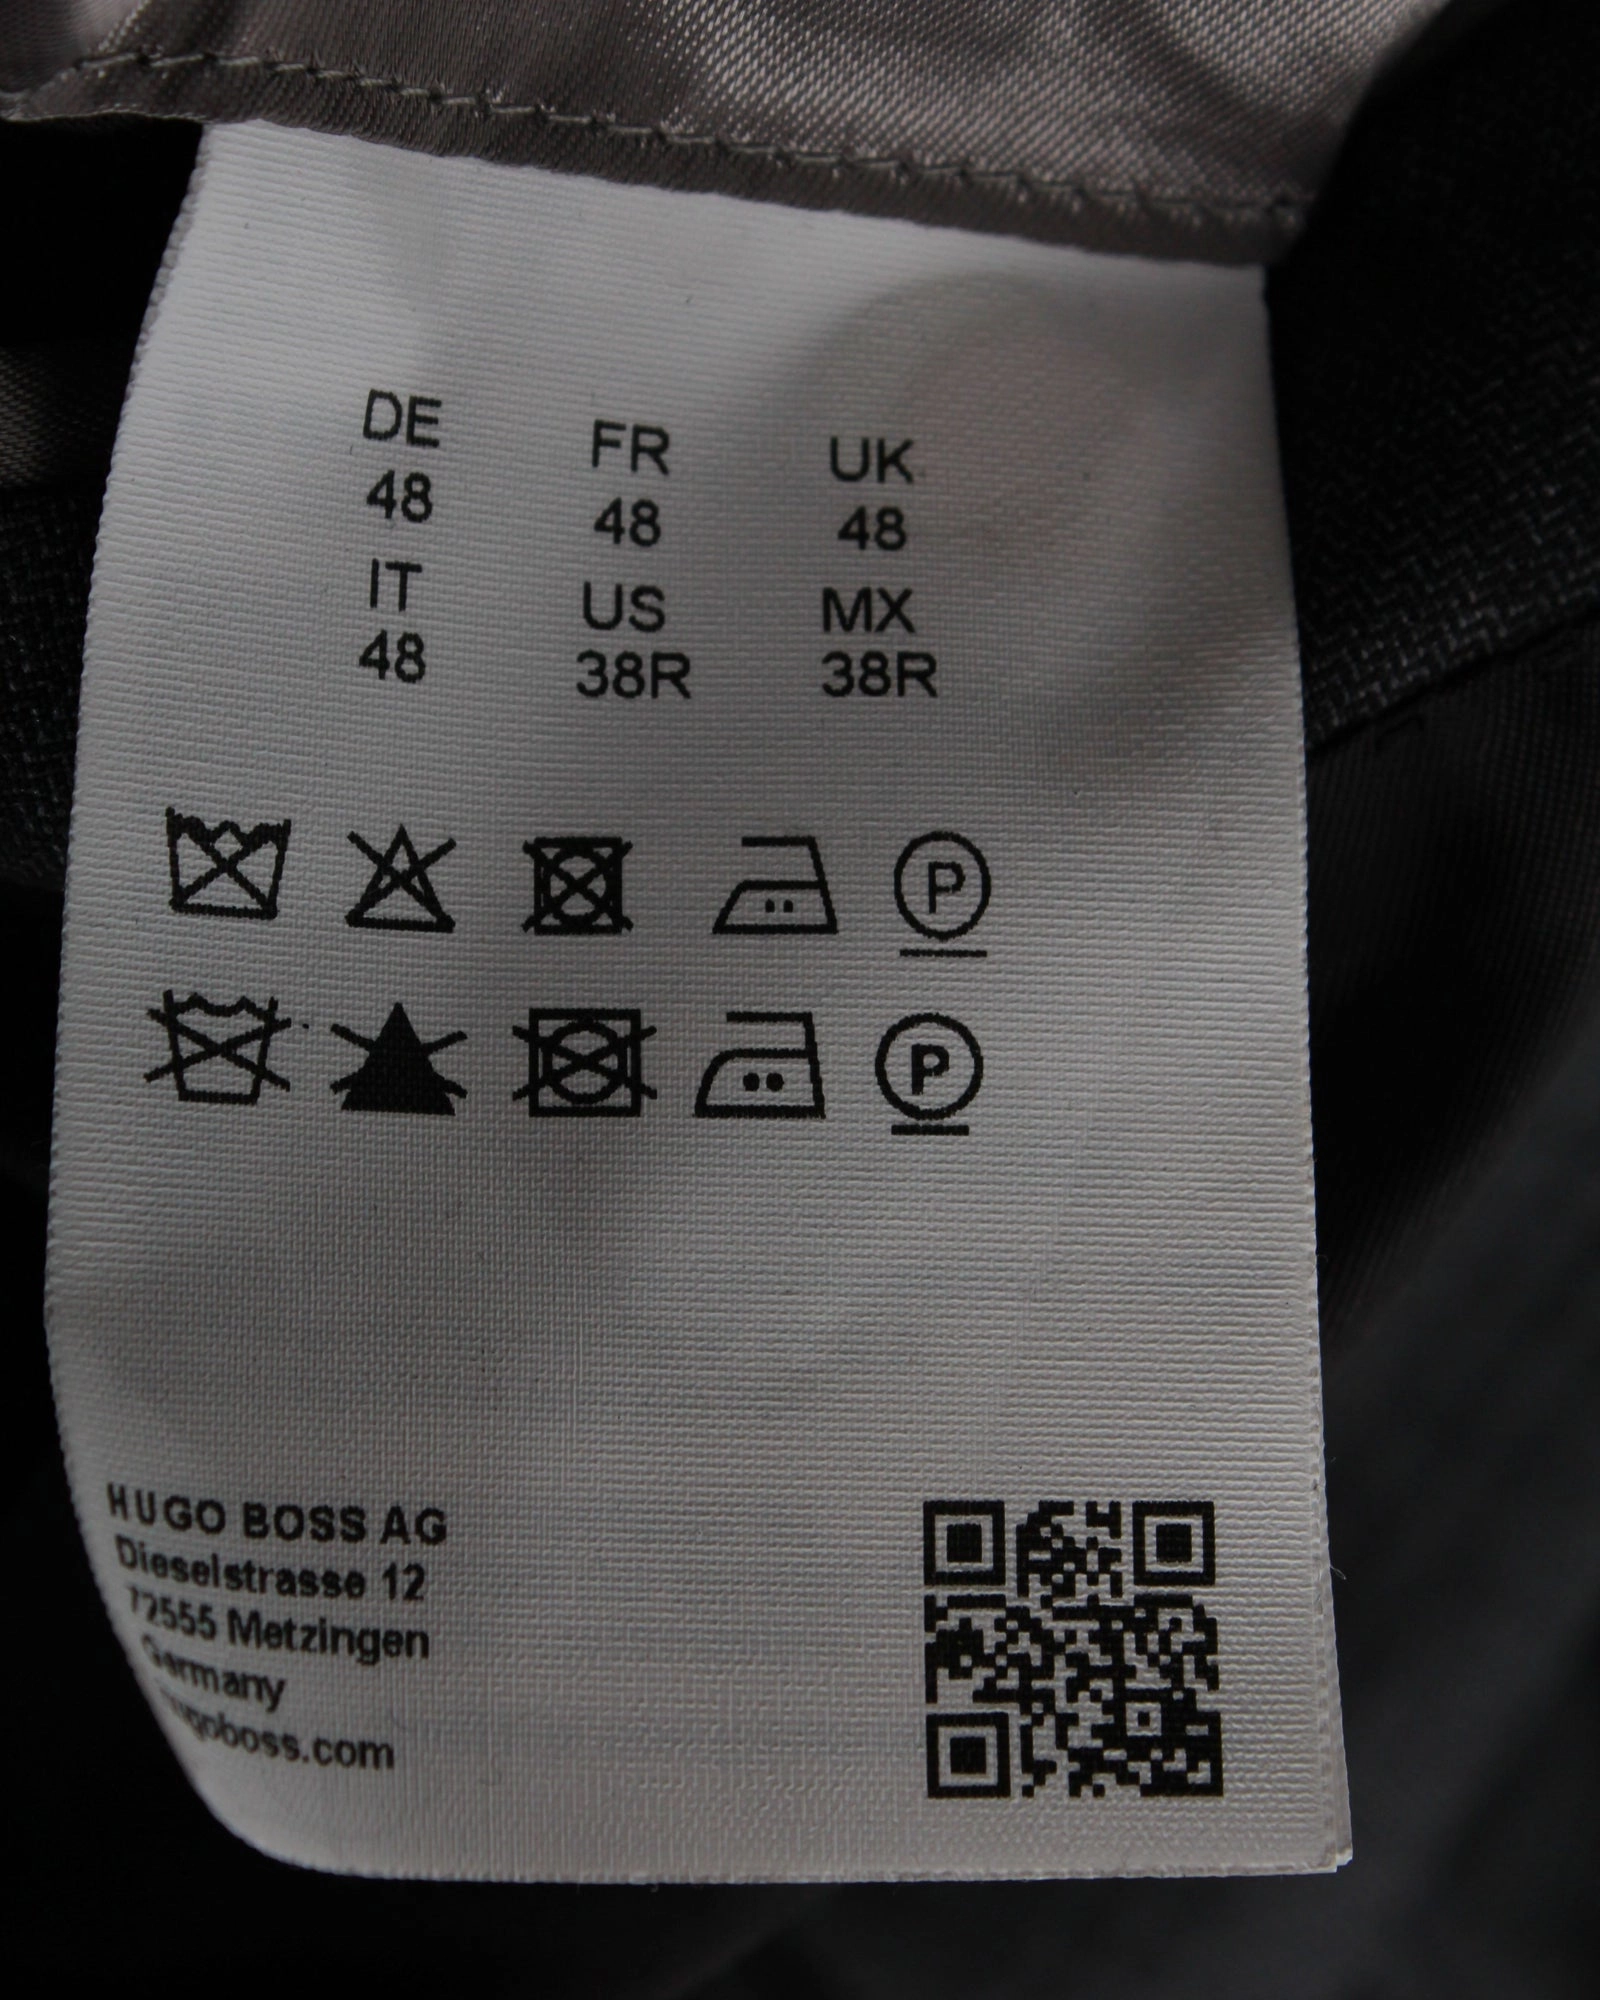 DE FR UK
48 48 48
IT US MX
48 38R 38R
P
P
HUGO BOSS AG
Dieselstrasse 12
72555 Metzingen
Germany
hugoboss.com